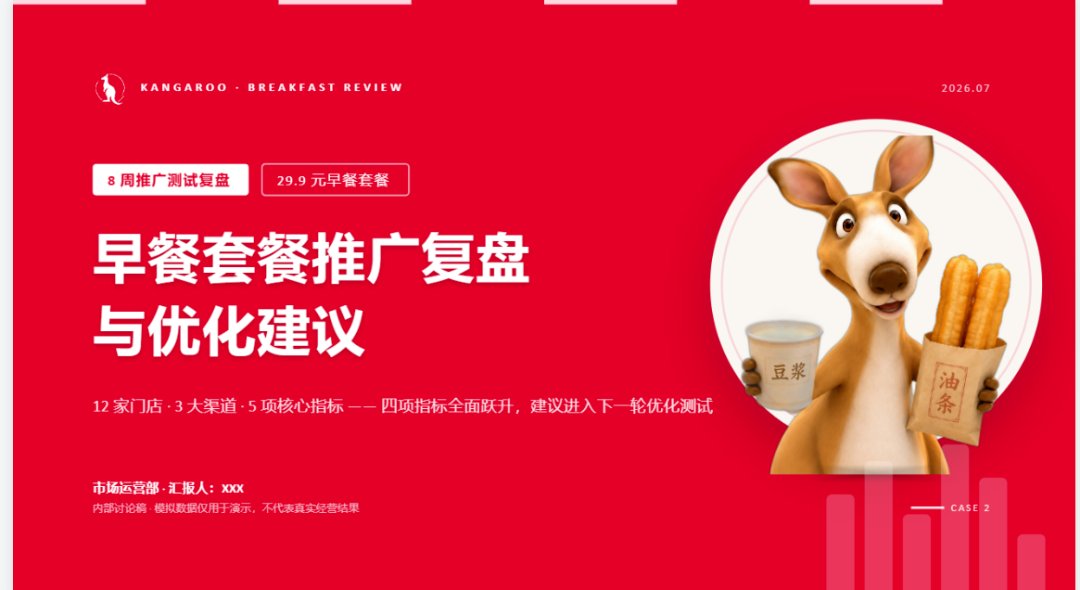 KANGAROO · BREAKFAST REVIEW
2026.07
8 周推广测试复盘
29.9 元早餐套餐
早餐套餐推广复盘
与优化建议
12 家门店 · 3 大渠道 · 5 项核心指标 —— 四项指标全面跃升，建议进入下一轮优化测试
豆浆
油条
市场运营部 · 汇报人：XXX
内部讨论稿 · 模拟数据仅用于演示，不代表真实经营结果
CASE 2